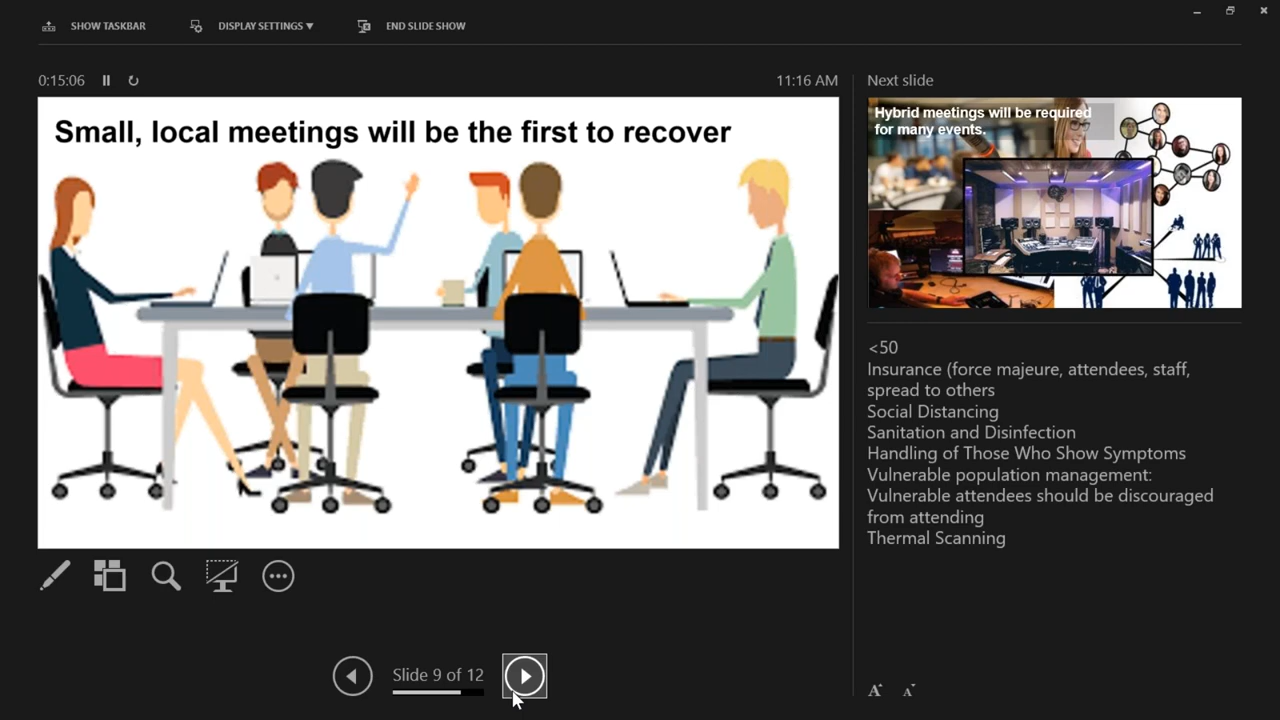 SHOW TASKBAR
DISPLAY SETTINGS ▼
END SLIDE SHOW
0:15:06
11:16 AM
Next slide
Small, local meetings will be the first to recover
Hybrid meetings will be required
for many events.
<50
Insurance (force majeure, attendees, staff,
spread to others
Social Distancing
Sanitation and Disinfection
Handling of Those Who Show Symptoms
Vulnerable population management:
Vulnerable attendees should be discouraged
from attending
Thermal Scanning
Slide 9 of 12
A A